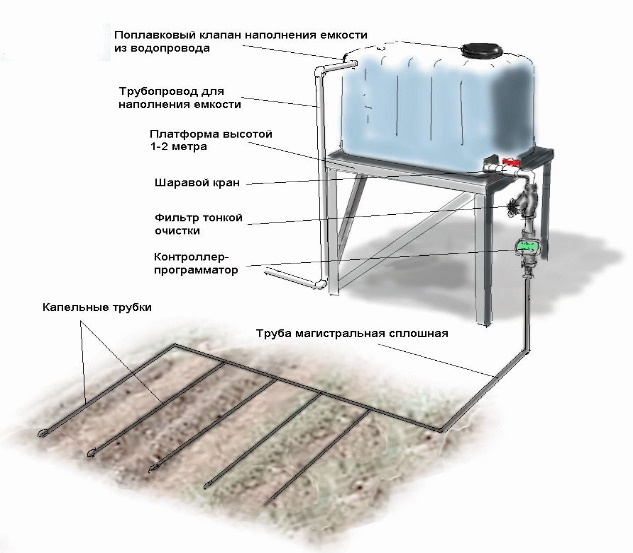 Поплавковый клапан наполнения емкости
из водопровода
Трубопровод для
наполнения емкости
Платформа высотой
1-2 метра
Шаравой кран
Фильтр тонкой
очистки
Контроллер-
программатор
Капельные трубки
Труба магистральная сплошная